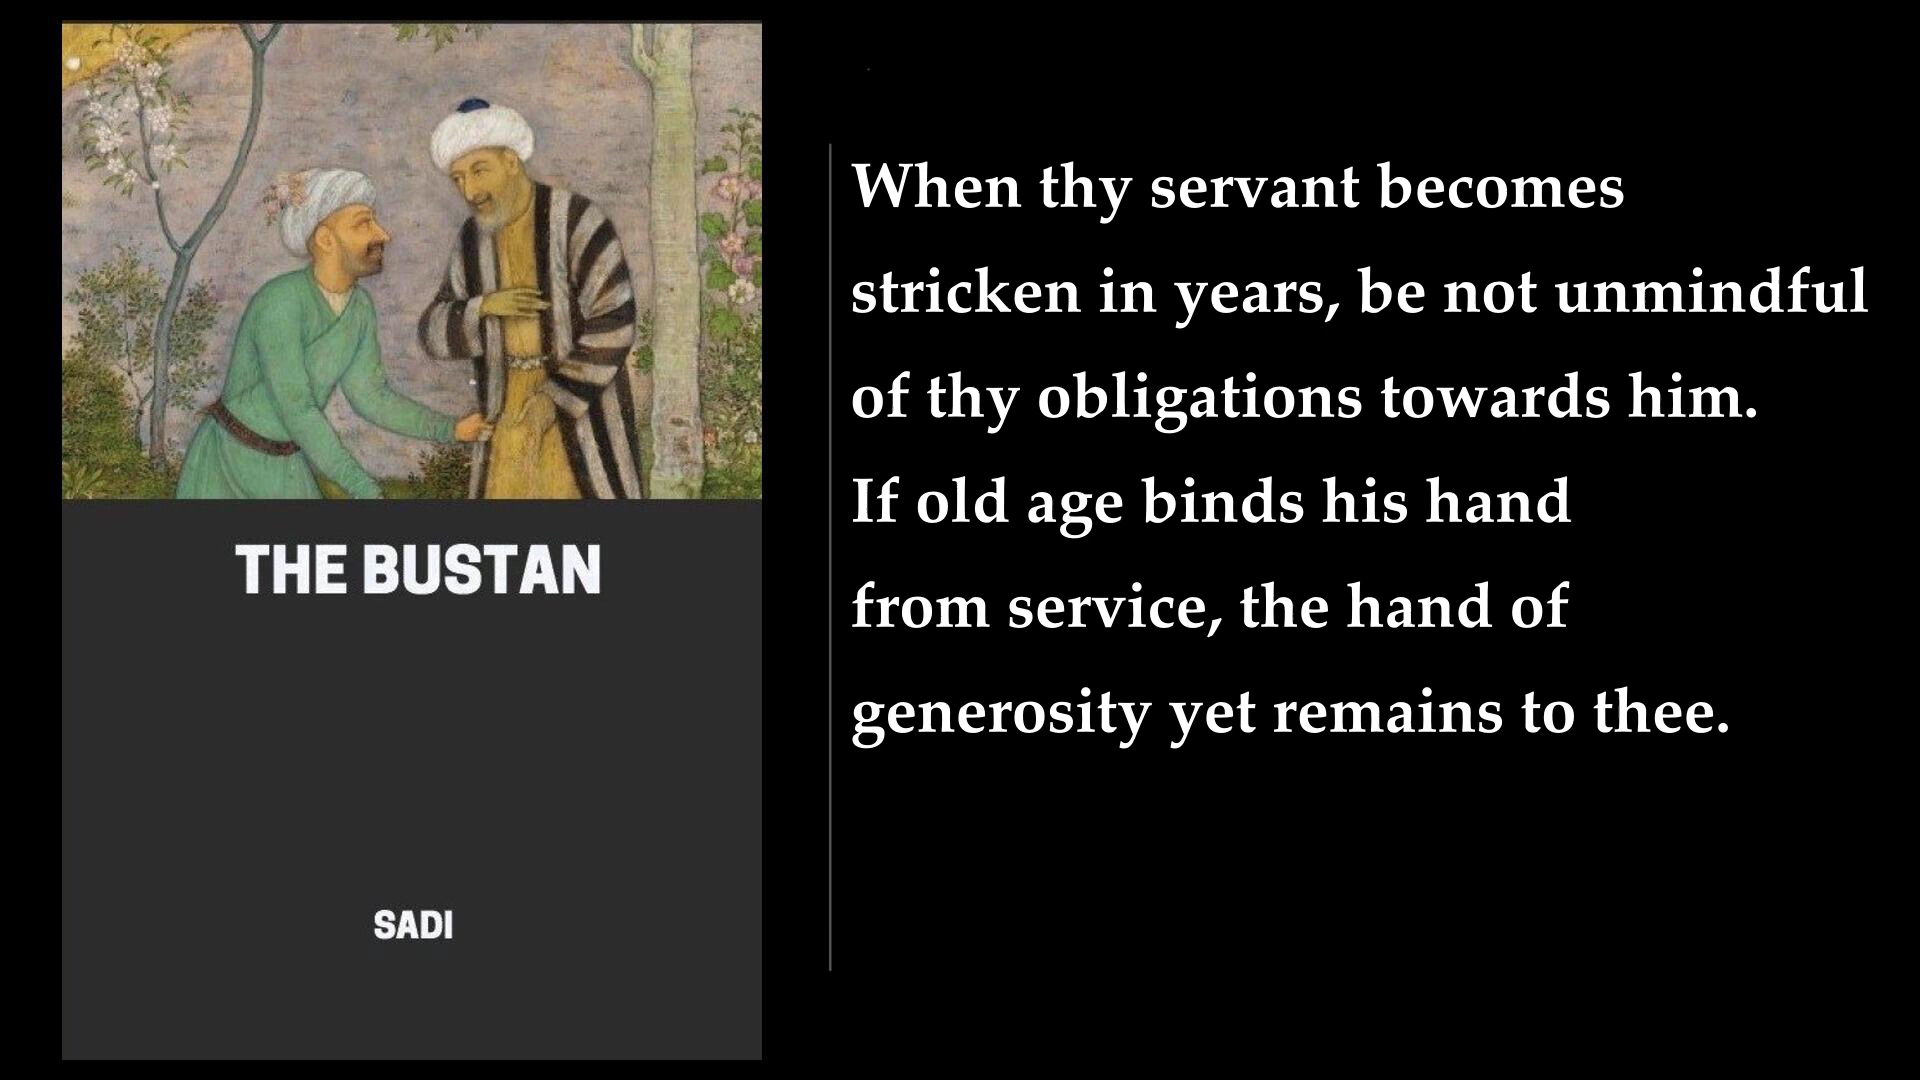 THE BUSTAN
SADI
When thy servant becomes
stricken in years, be not unmindful
of thy obligations towards him.
If old age binds his hand
from service, the hand of
generosity yet remains to thee.